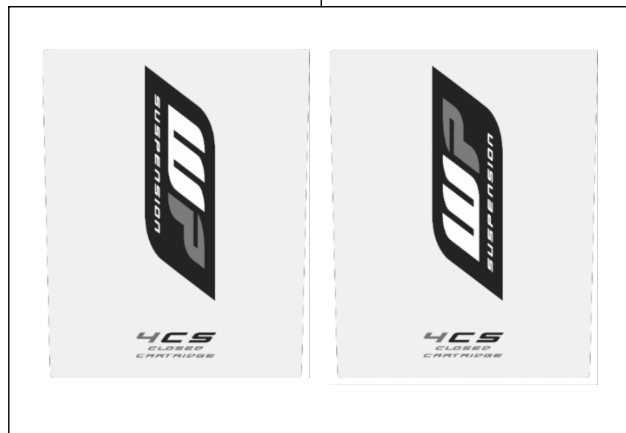 WP
SUSPENSION
4CS
CLOSED
CARTRIDGE
WP
SUSPENSION
4CS
CLOSED
CARTRIDGE